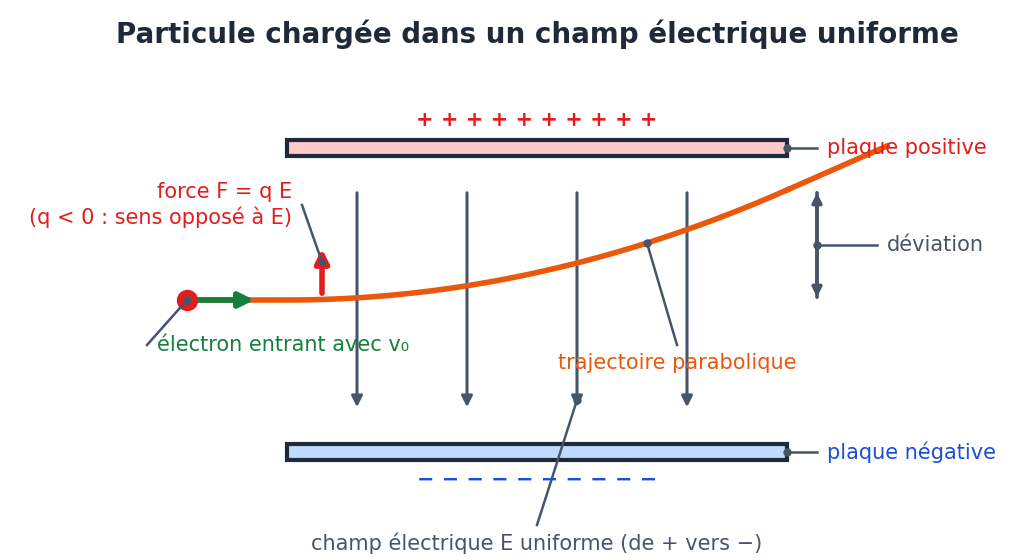 Particule chargée dans un champ électrique uniforme
+ + + + + + + + + +
plaque positive
force F = q E
(q < 0 : sens opposé à E)
déviation
électron entrant avec v₀
trajectoire parabolique
plaque négative
− − − − − − − − − −
champ électrique E uniforme (de + vers −)